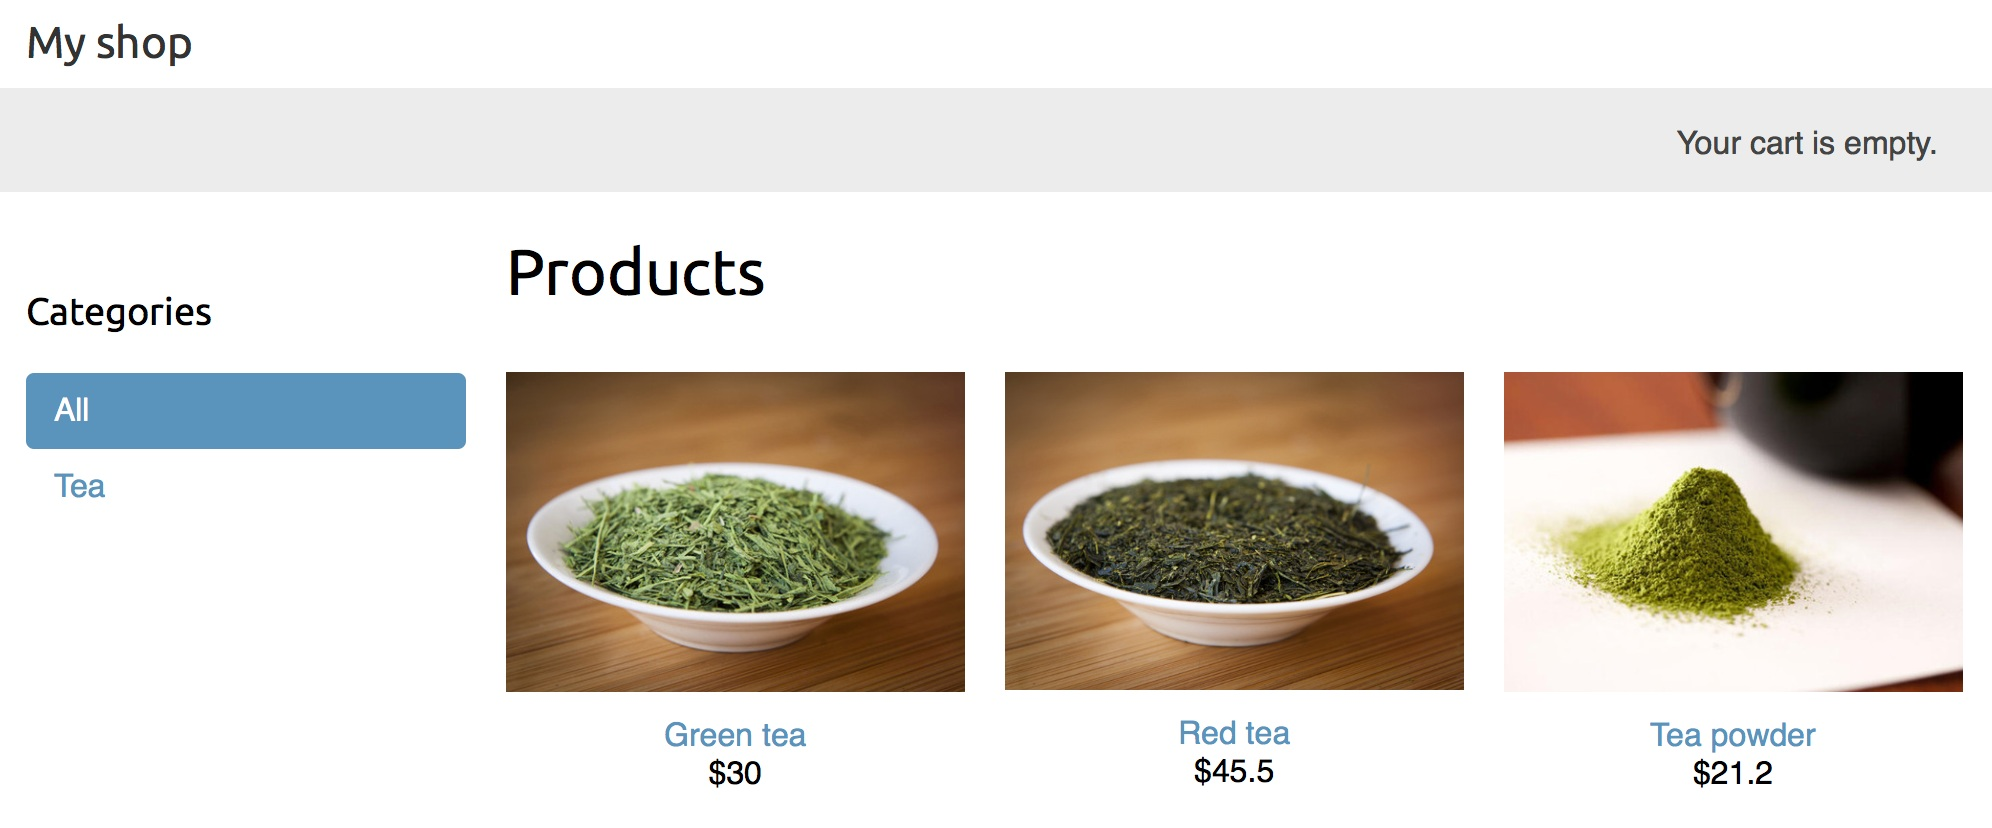 My shop
Your cart is empty.
Categories
All
Tea
Products
Green tea
$30
Red tea
$45.5
Tea powder
$21.2